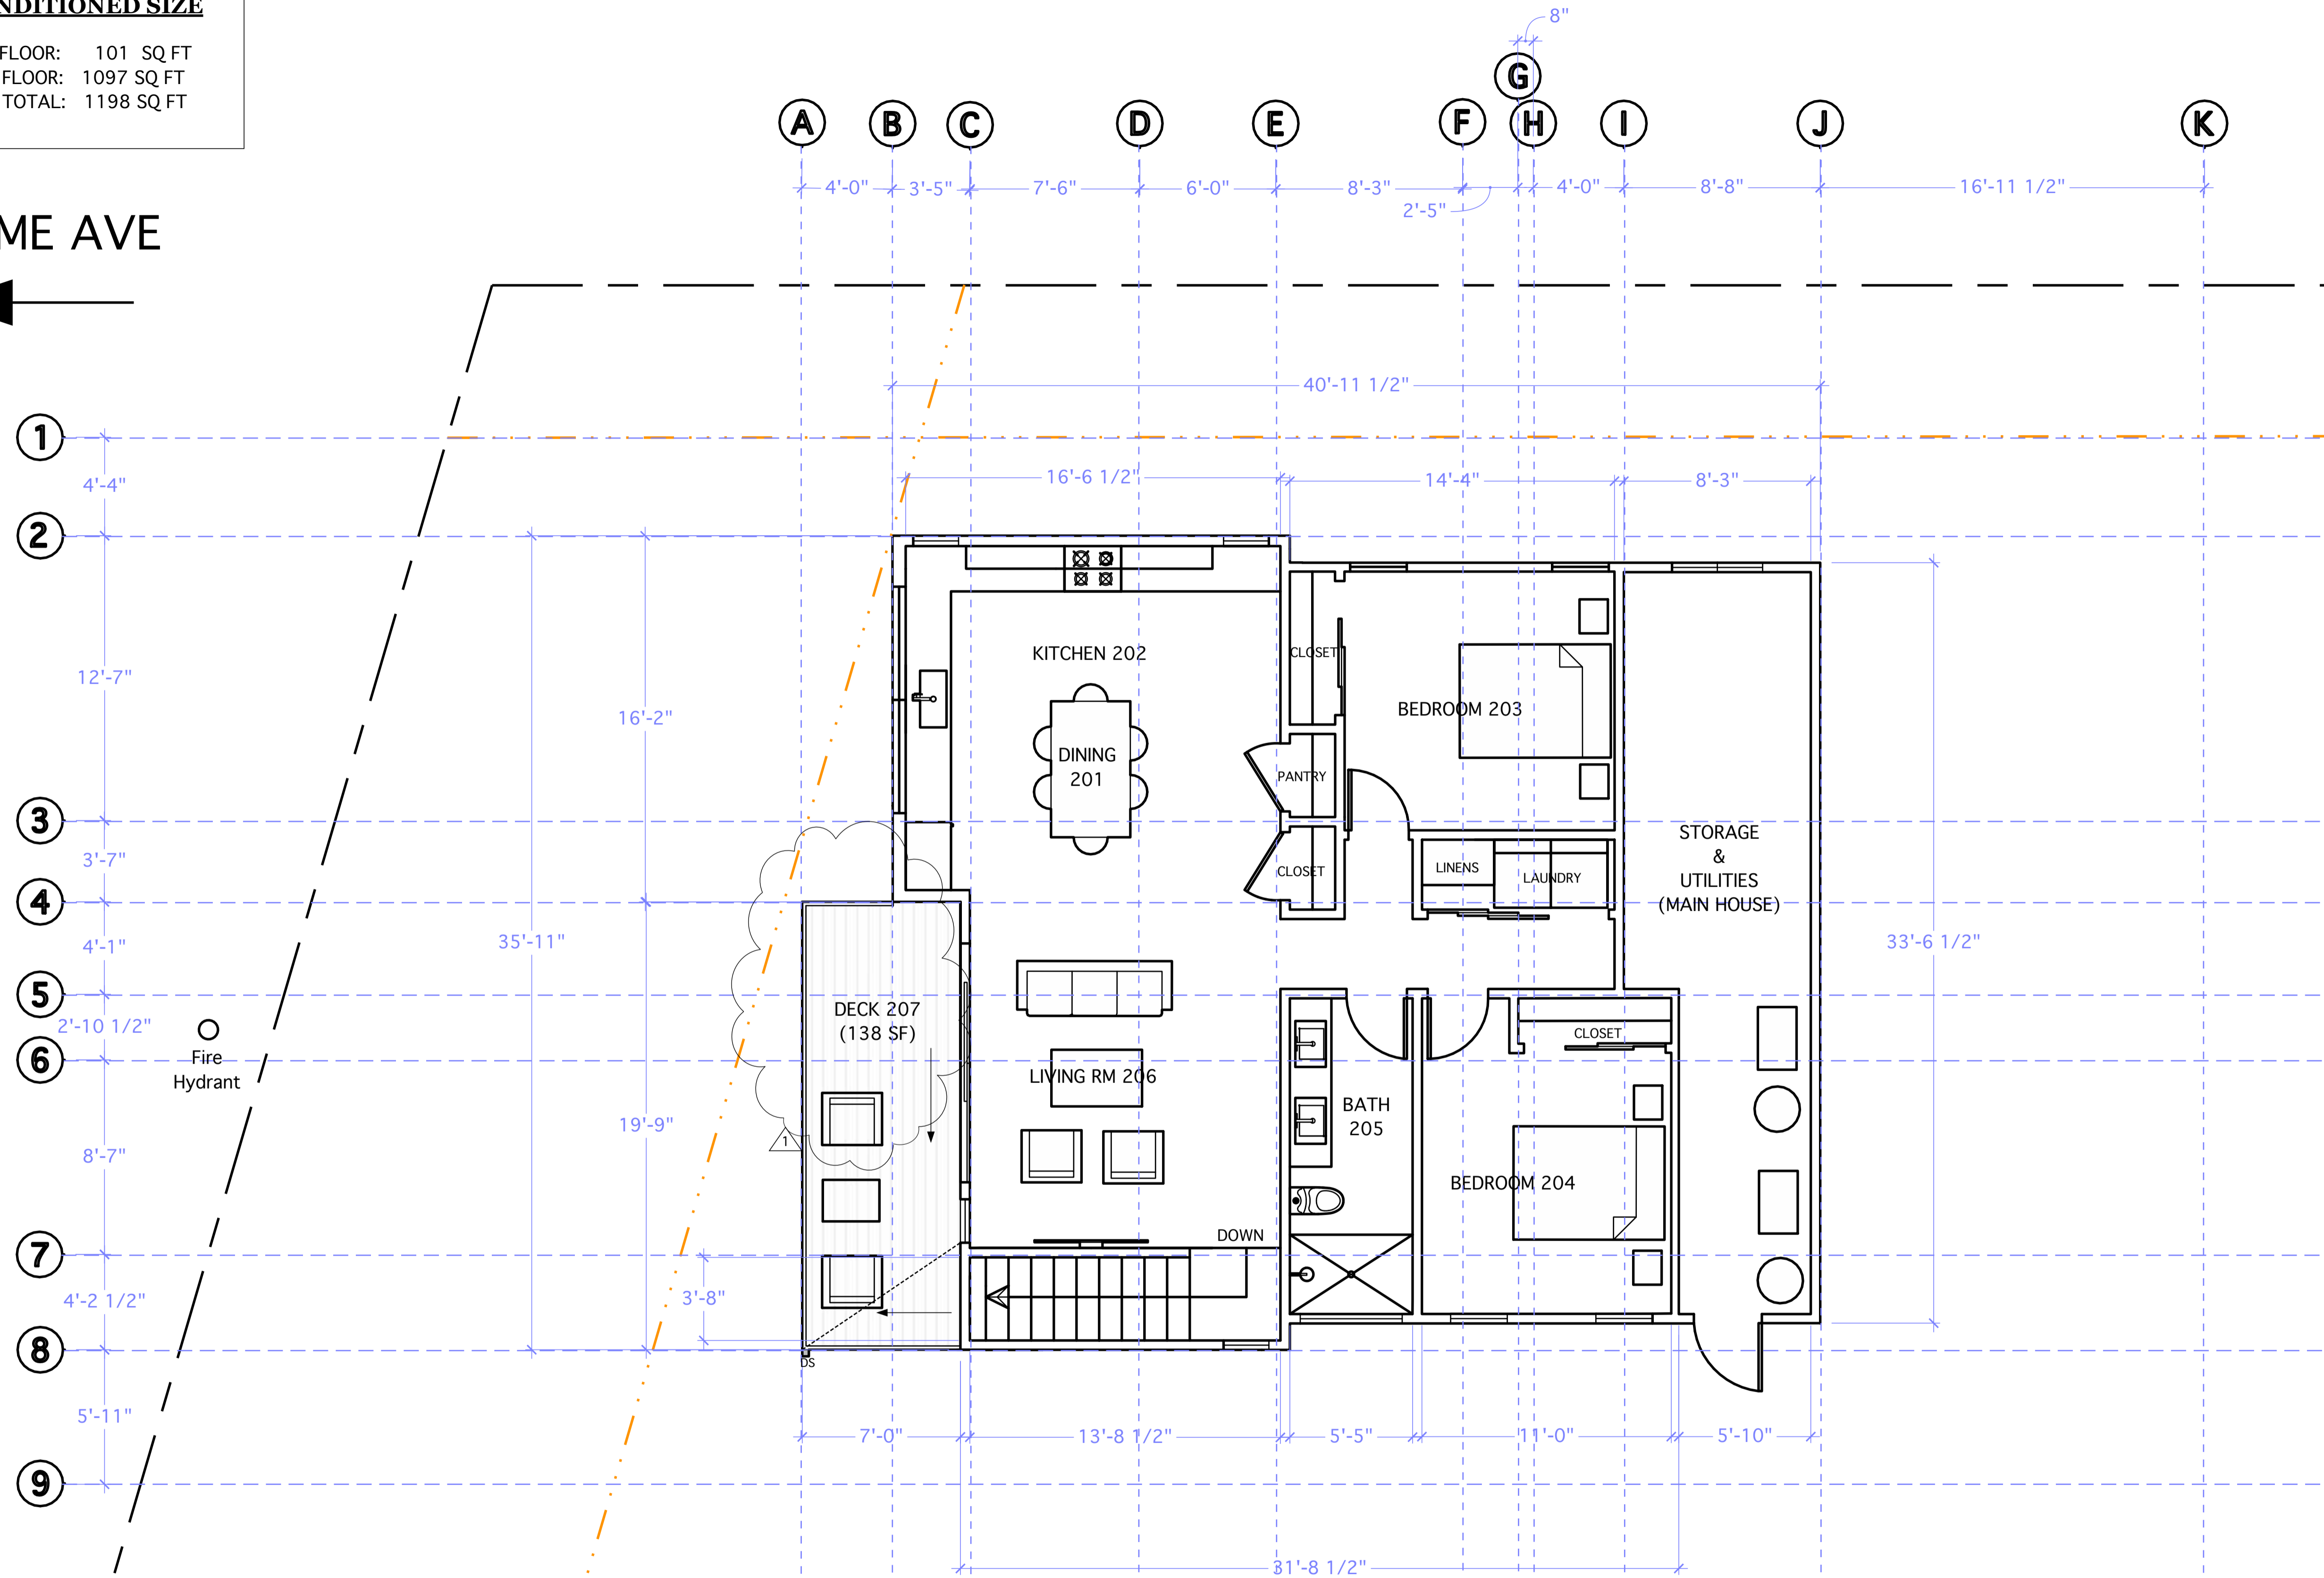 NDITIONED SIZE
FLOOR: 101 SQ FT
FLOOR: 1097 SQ FT
TOTAL: 1198 SQ FT
8"
G
A B C D E F H I J K
4'-0" 3'-5" 7'-6" 6'-0" 8'-3" 4'-0" 8'-8" 16'-11 1/2"
2'-5"
ME AVE
40'-11 1/2"
1
4'-4"
16'-6 1/2" 14'-4" 8'-3"
2
KITCHEN 202
CLOSET
12'-7"
16'-2"
BEDROOM 203
DINING
201
PANTRY
3
STORAGE
&
UTILITIES
(MAIN HOUSE)
3'-7"
CLOSET
LINENS
LAUNDRY
4
4'-1"
35'-11"
33'-6 1/2"
5
DECK 207
(138 SF)
2'-10 1/2"
CLOSET
6
Fire
Hydrant
LIVING RM 206
BATH
205
19'-9"
1
8'-7"
BEDROOM 204
DOWN
7
4'-2 1/2"
3'-8"
8
DS
5'-11"
7'-0" 13'-8 1/2" 5'-5" 11'-0" 5'-10"
9
31'-8 1/2"